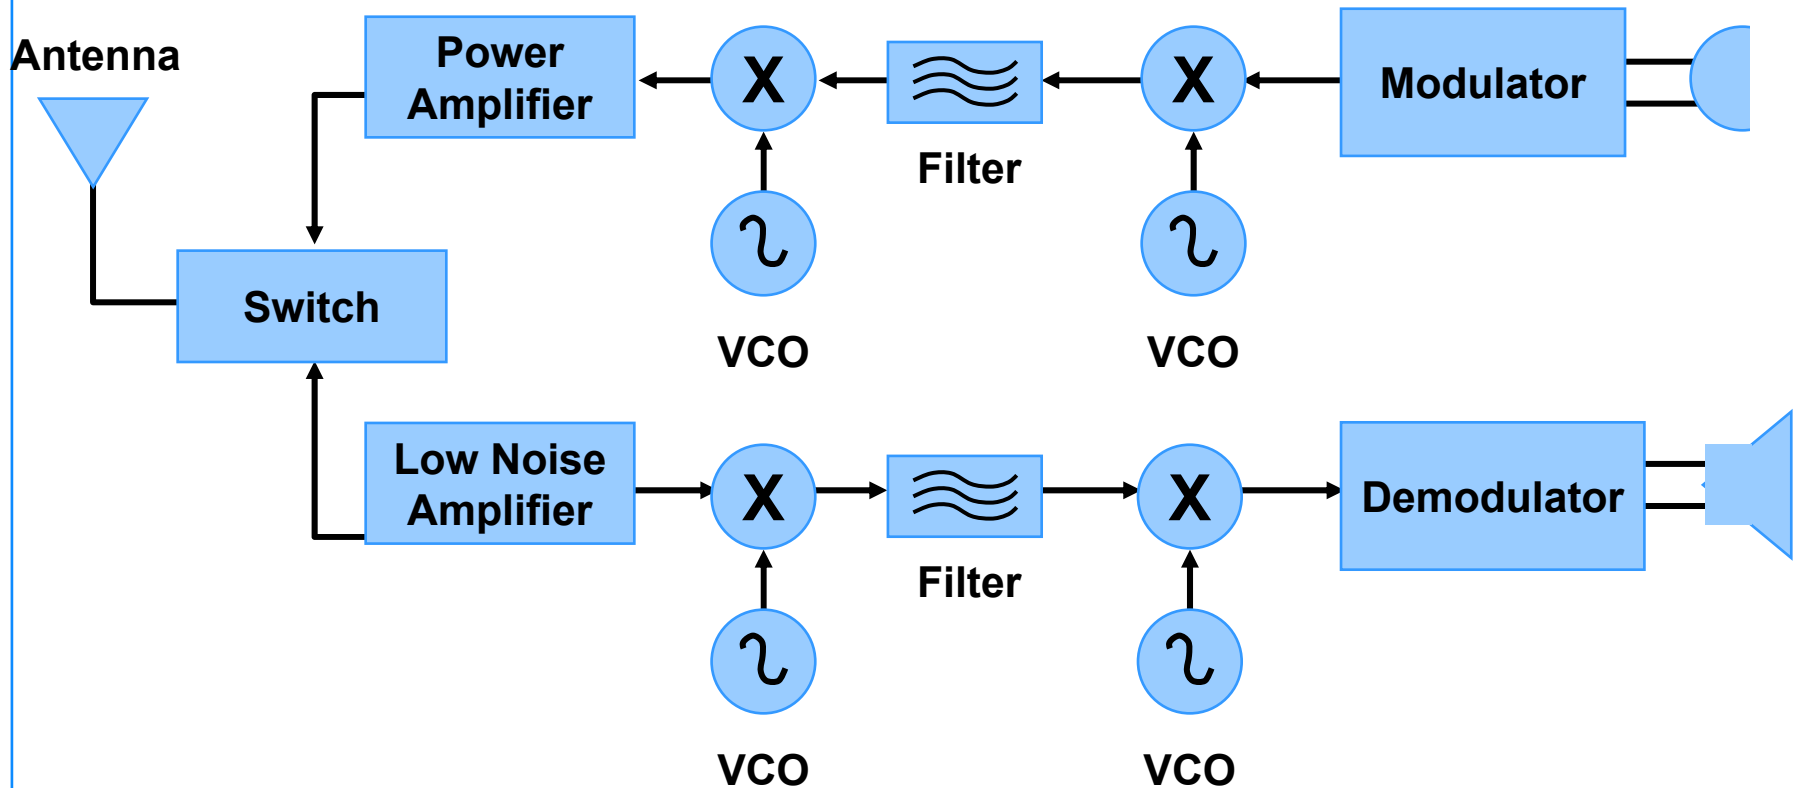 Antenna
Power
Amplifier
X
X
Modulator
Filter
Switch
VCO
VCO
Low Noise
Amplifier
X
X
Demodulator
Filter
VCO
VCO